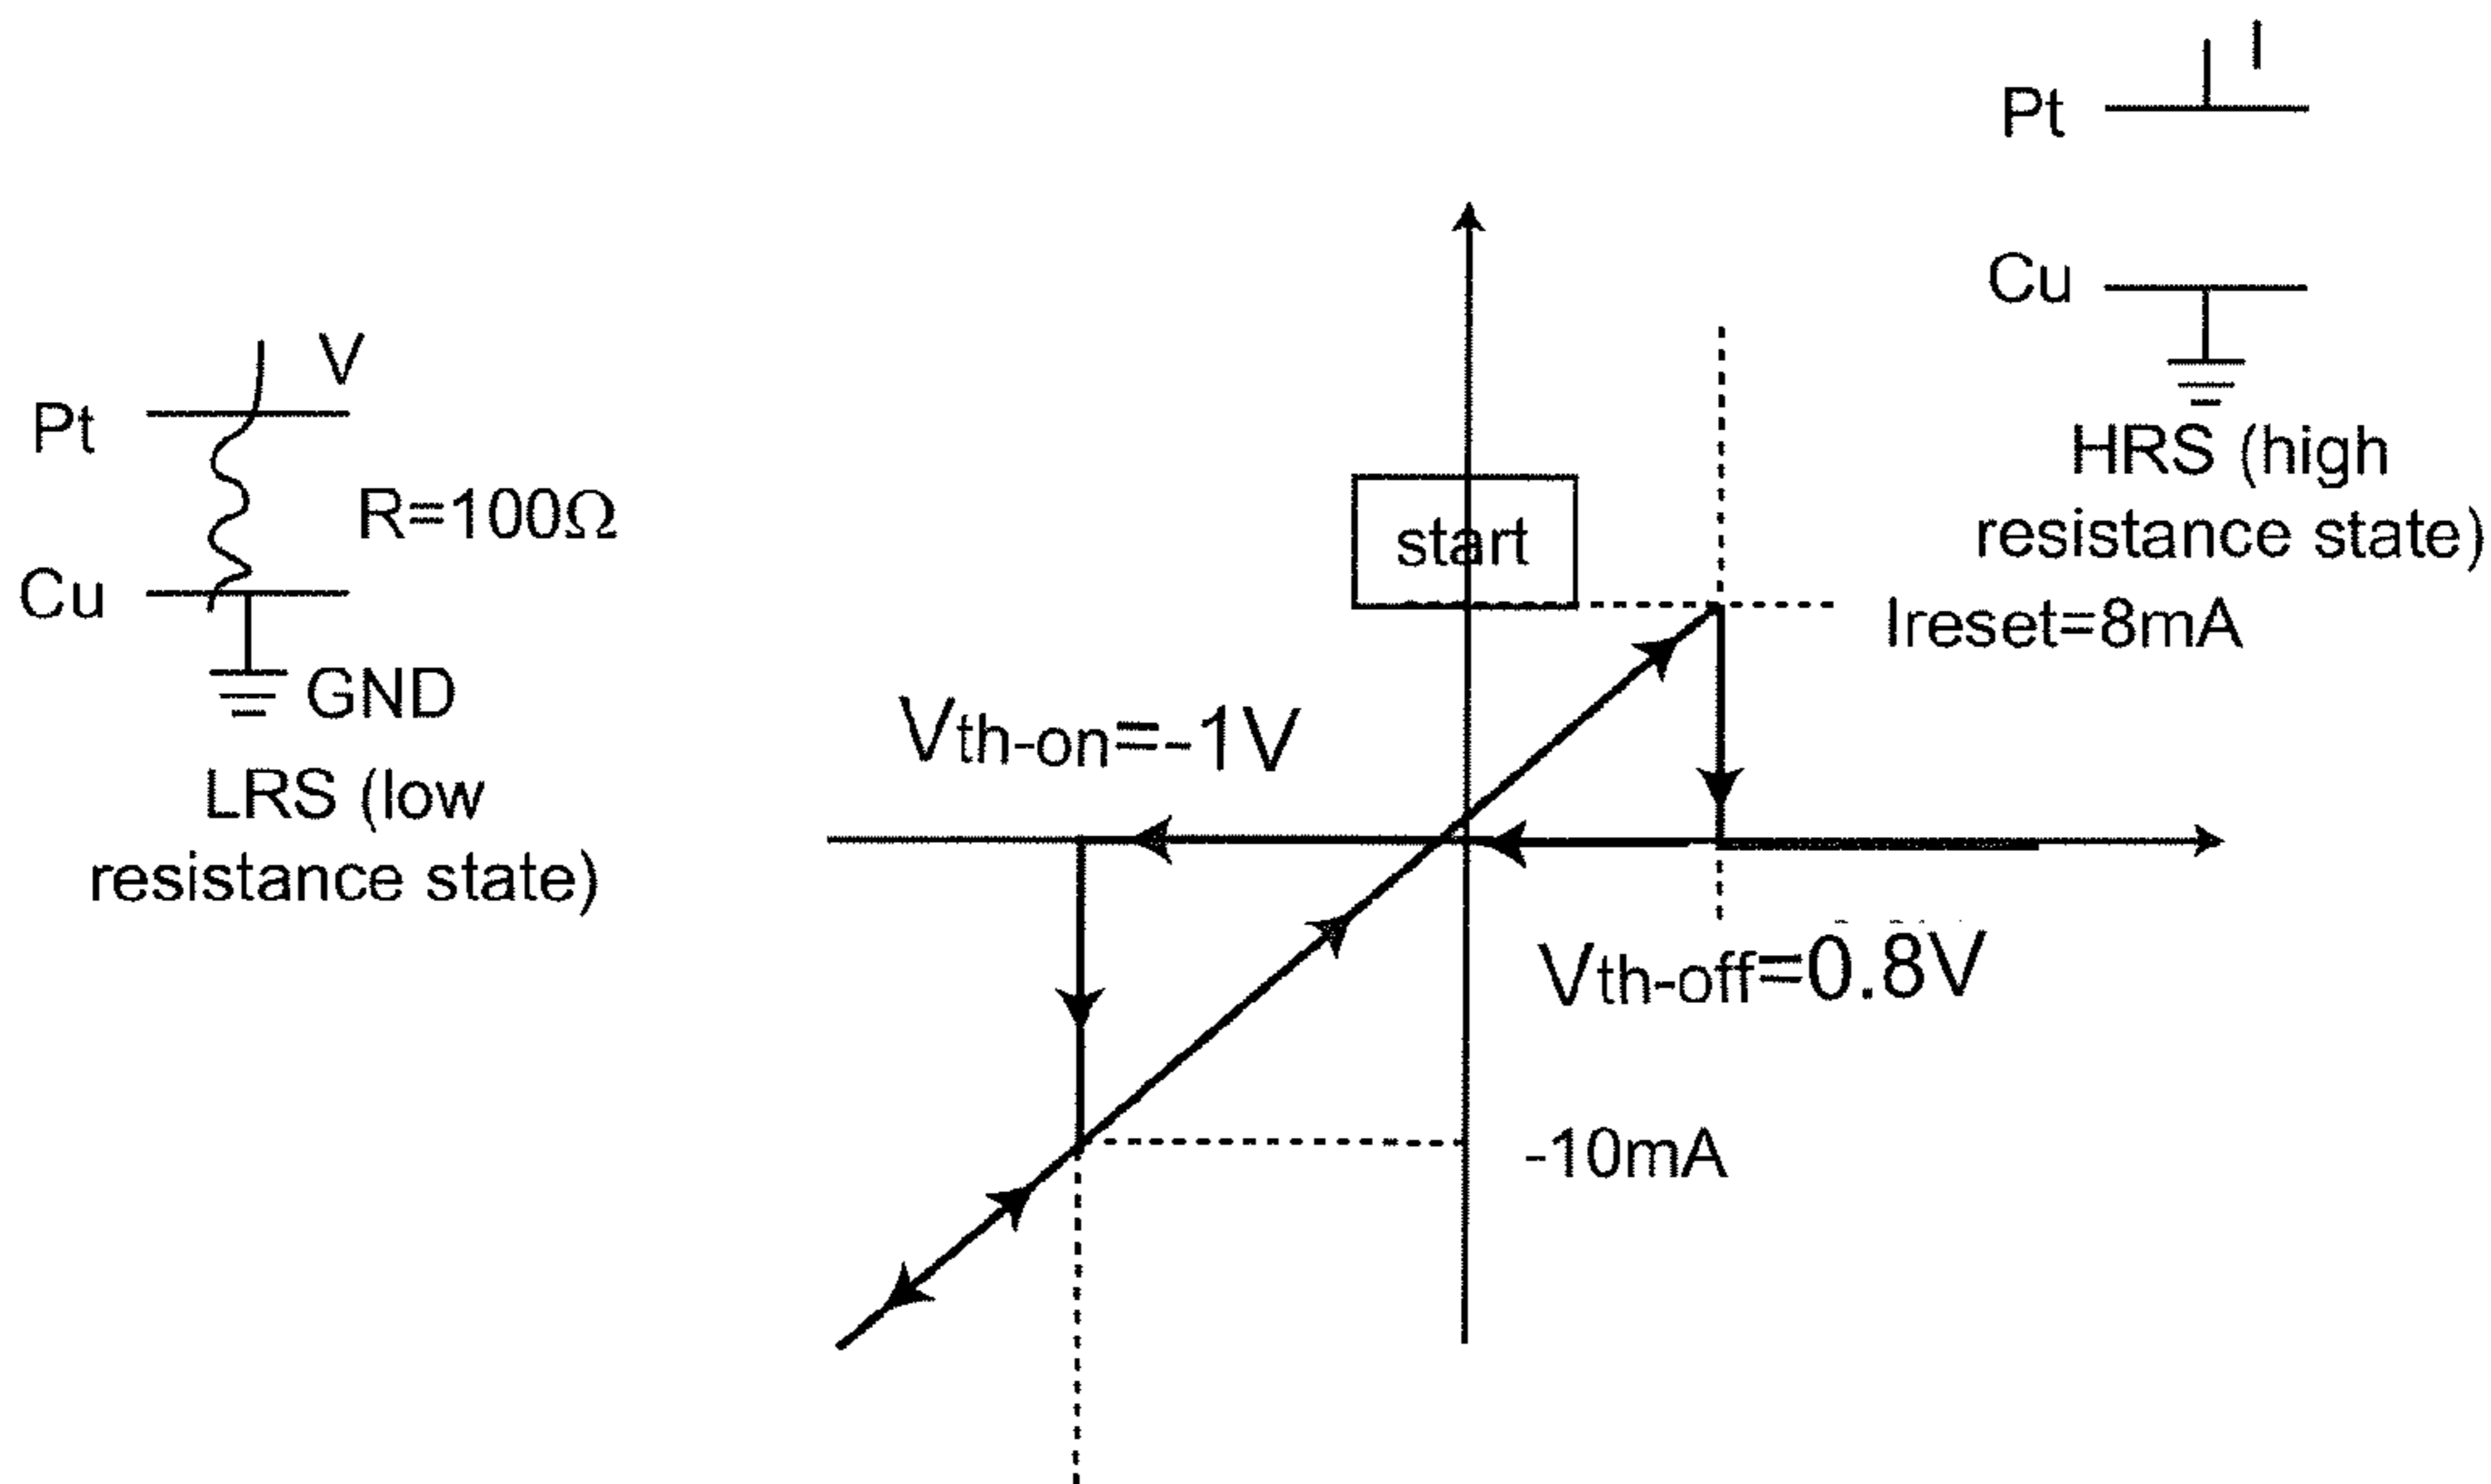 V
Pt
R=100Ω
Cu
GND
LRS (low
resistance state)
start
Vth-on=-1V
Vth-off=0.8V
-10mA
Ireset=8mA
I
Pt
Cu
HRS (high
resistance state)